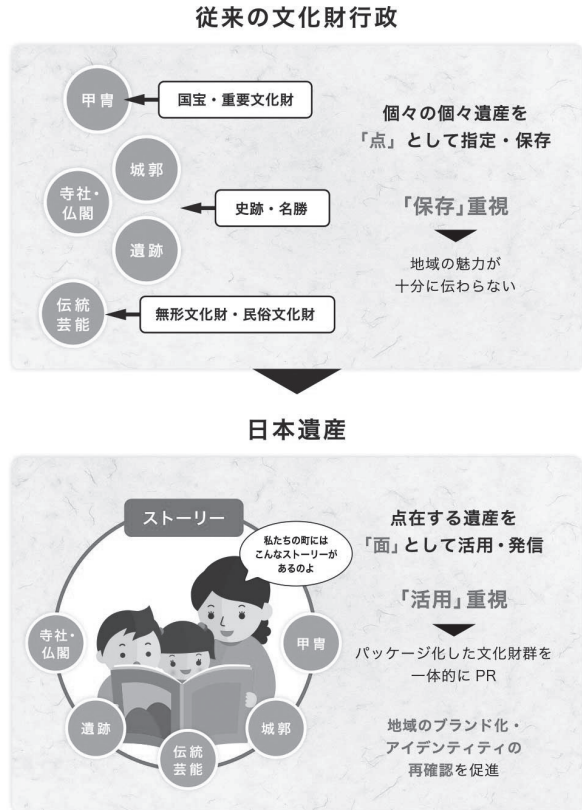 従来の文化財行政
甲冑
国宝・重要文化財
城郭
寺社・
仏閣
史跡・名勝
遺跡
伝統
芸能
無形文化財・民俗文化財
個々の個々遺産を
「点」として指定・保存
「保存」重視
地域の魅力が
十分に伝わらない
日本遺産
ストーリー
私たちの町には
こんなストーリーが
あるのよ
寺社・
仏閣
甲冑
遺跡
城郭
伝統
芸能
点在する遺産を
「面」として活用・発信
「活用」重視
パッケージ化した文化財群を
一体的に PR
地域のブランド化・
アイデンティティの
再確認を促進